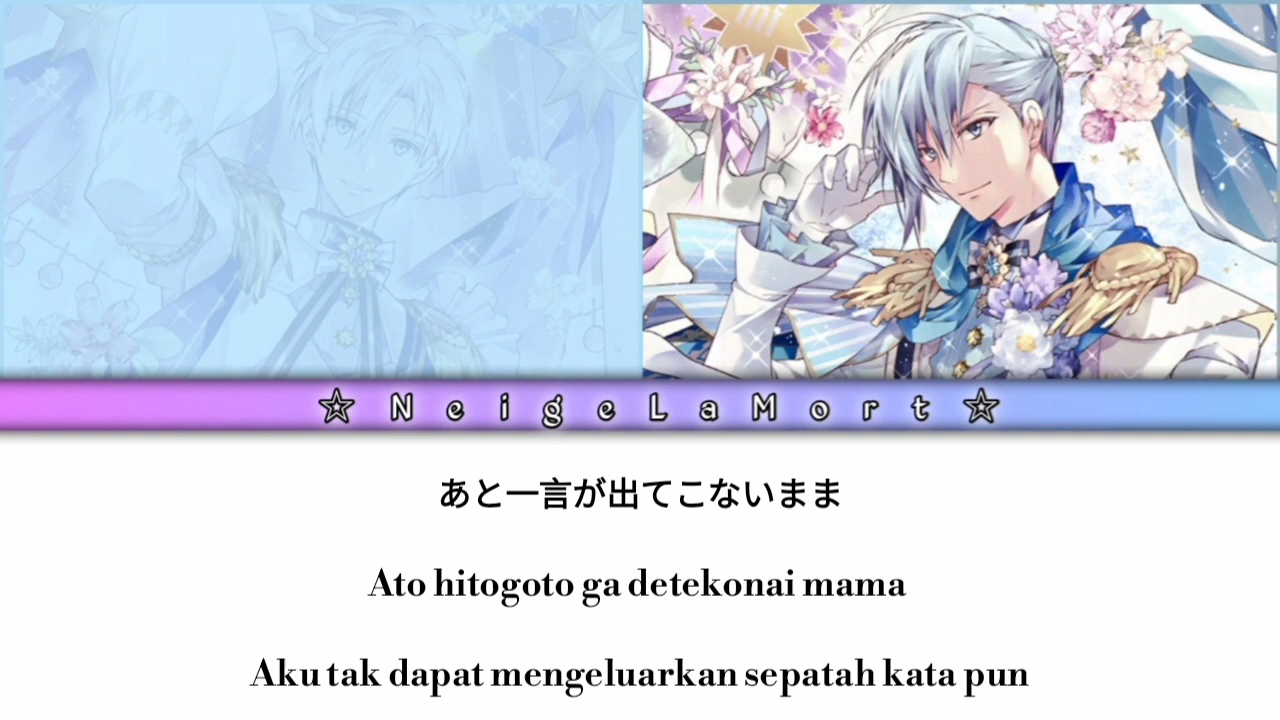 ☆ NeigeLaMort ☆
あと一言が出てこないまま
Ato hitogoto ga detekonai mama
Aku tak dapat mengeluarkan sepatah kata pun